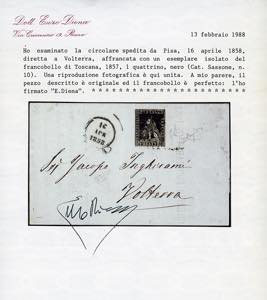 Dott. Enzo Diena
13 febbraio 1988
Ho esaminato la circolare spedita da Pisa, 16 aprile 1858,
diretta a Volterra, affrancata con un esemplare isolato del
francobollo di Toscana, 1857, 1 quattrino, nero (Cat. Sassone, n.
10). Una riproduzione fotografica è qui unita. A mio parere, il
pezzo descritto è originale ed il francobollo è perfetto: l'ho
firmato "E.Diena". * * * * * * * * * * * * * * * * * * * * * * *
16
APR
1858
Sig Jacopo Inghirami
Volterra